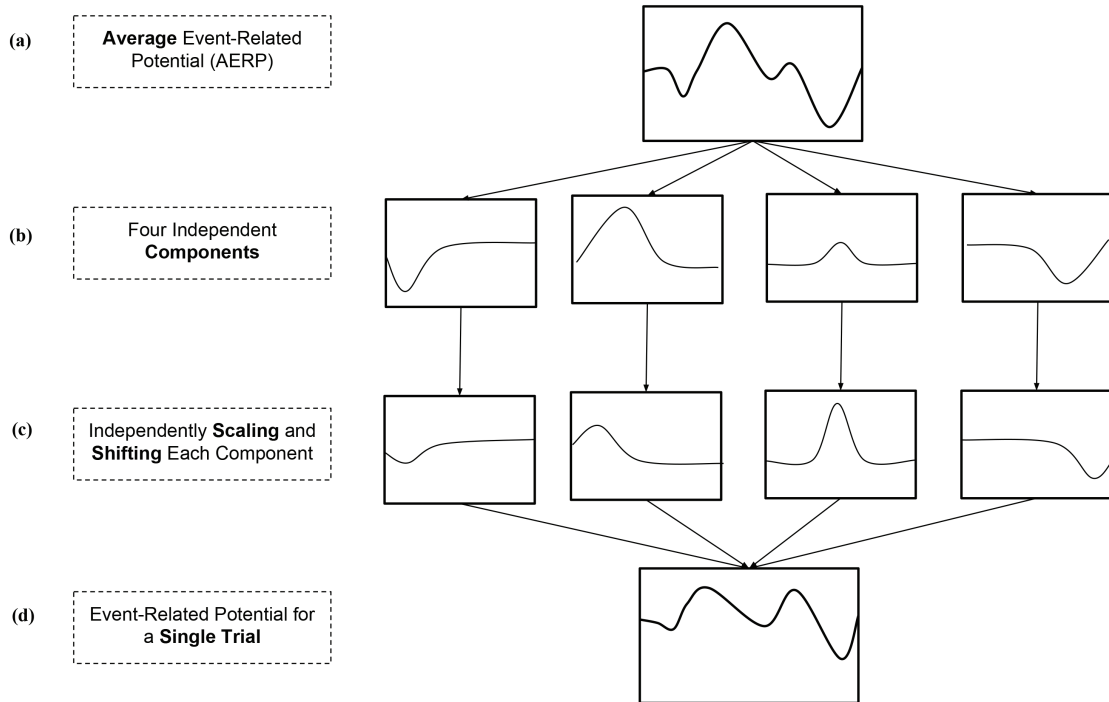 (a)
Average Event-Related
Potential (AERP)
(b)
Four Independent
Components
(c)
Independently Scaling and
Shifting Each Component
(d)
Event-Related Potential for
a Single Trial